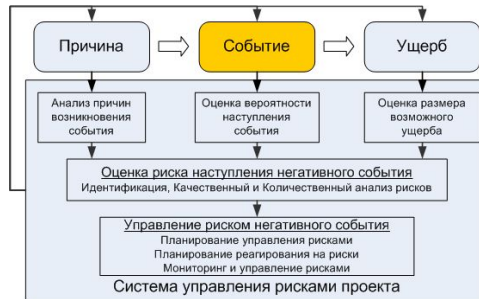 Причина
Событие
Ущерб
Анализ причин
возникновения
события
Оценка вероятности
наступления
события
Оценка размера
возможного
ущерба
Оценка риска наступления негативного события
Идентификация, Качественный и Количественный анализ рисков
Управление риском негативного события
Планирование управления рисками
Планирование реагирования на риски
Мониторинг и управление рисками
Система управления рисками проекта